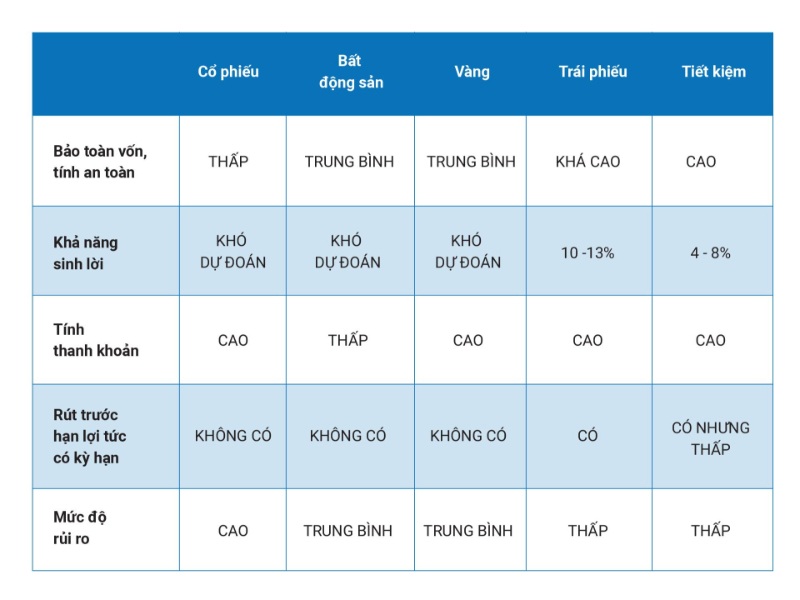 Cổ phiếu
Bất
động sản
Vàng
Trái phiếu
Tiết kiệm
Bảo toàn vốn,
tính an toàn
THẤP
TRUNG BÌNH
TRUNG BÌNH
KHÁ CAO
CAO
Khả năng
sinh lời
KHÓ
DỰ ĐOÁN
KHÓ
DỰ ĐOÁN
KHÓ
DỰ ĐOÁN
10 -13%
4 - 8%
Tính
thanh khoản
CAO
THẤP
CAO
CAO
CAO
Rút trước
hạn lợi tức
có kỳ hạn
KHÔNG CÓ
KHÔNG CÓ
KHÔNG CÓ
CÓ
CÓ NHƯNG
THẤP
Mức độ
rủi ro
CAO
TRUNG BÌNH
TRUNG BÌNH
THẤP
THẤP